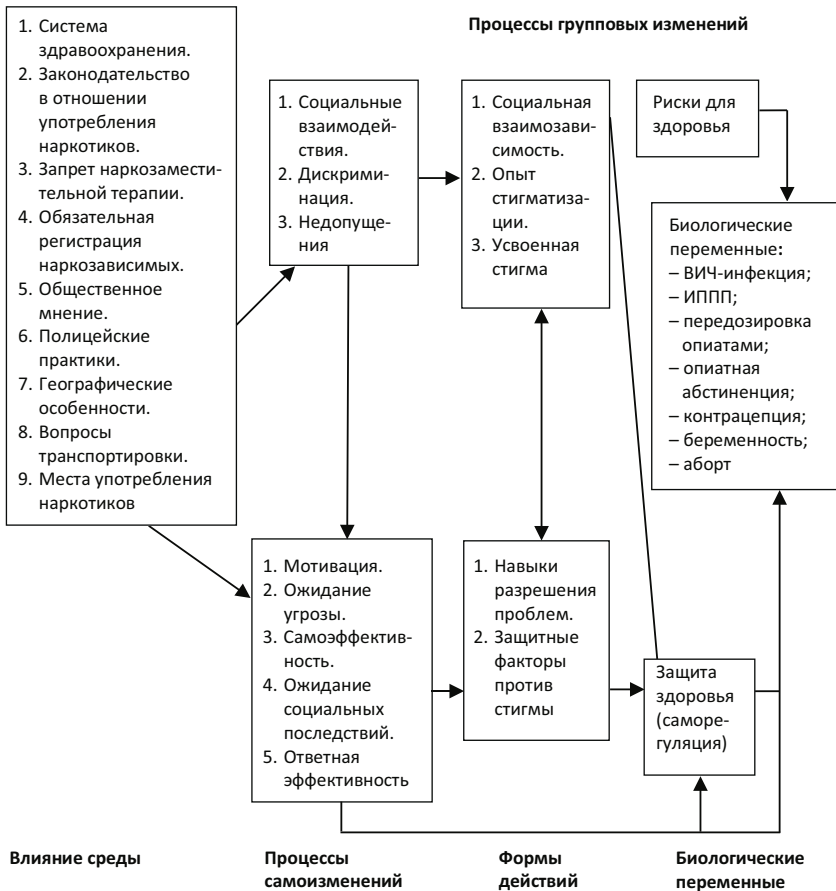 Процессы групповых изменений
1. Система
здравоохранения.
2. Законодательство
в отношении
употребления
наркотиков.
3. Запрет наркозамести-
тельной терапии.
4. Обязательная
регистрация
наркозависимых.
5. Общественное
мнение.
6. Полицейские
практики.
7. Географические
особенности.
8. Вопросы
транспортировки.
9. Места употребления
наркотиков
1. Социальные
взаимодей-
ствия.
2. Дискрими-
нация.
3. Недопуще-
ния
1. Социальная
взаимозави-
симость.
2. Опыт
стигматиза-
ции.
3. Усвоенная
стигма
Риски для
здоровья
Биологические
переменные:
– ВИЧ-инфекция;
– ИППП;
– передозировка
опиатами;
– опиатная
абстиненция;
– контрацепция;
– беременность;
– аборт
1. Мотивация.
2. Ожидание
угрозы.
3. Самоэффектив-
ность.
4. Ожидание
социальных
последствий.
5. Ответная
эффективность
1. Навыки
разрешения
проблем.
2. Защитные
факторы
против
стигмы
Защита
здоровья
(саморе-
гуляция)
Влияние среды
Процессы
самоизменений
Формы
действий
Биологические
переменные